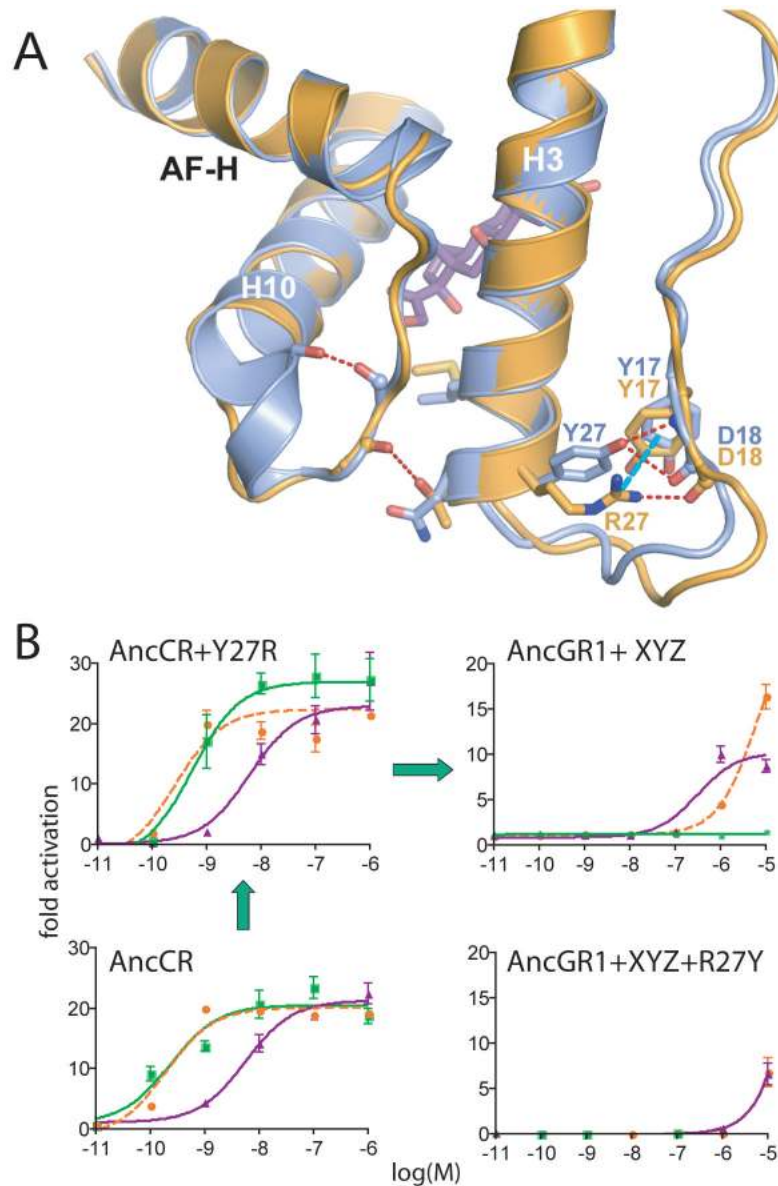 A
H3
AF-H
H10
Y17
Y17
Y27
D18
D18
R27
B
AncCR+Y27R
AncGR1+ XYZ
30
20
10
0
-11 -10 -9 -8 -7 -6
20
15
10
5
0
-11 -10 -9 -8 -7 -6 -5
fold activation
AncCR
AncGR1+XYZ+R27Y
30
20
10
0
-11 -10 -9 -8 -7 -6
20
15
10
5
0
-11 -10 -9 -8 -7 -6 -5
log(M)